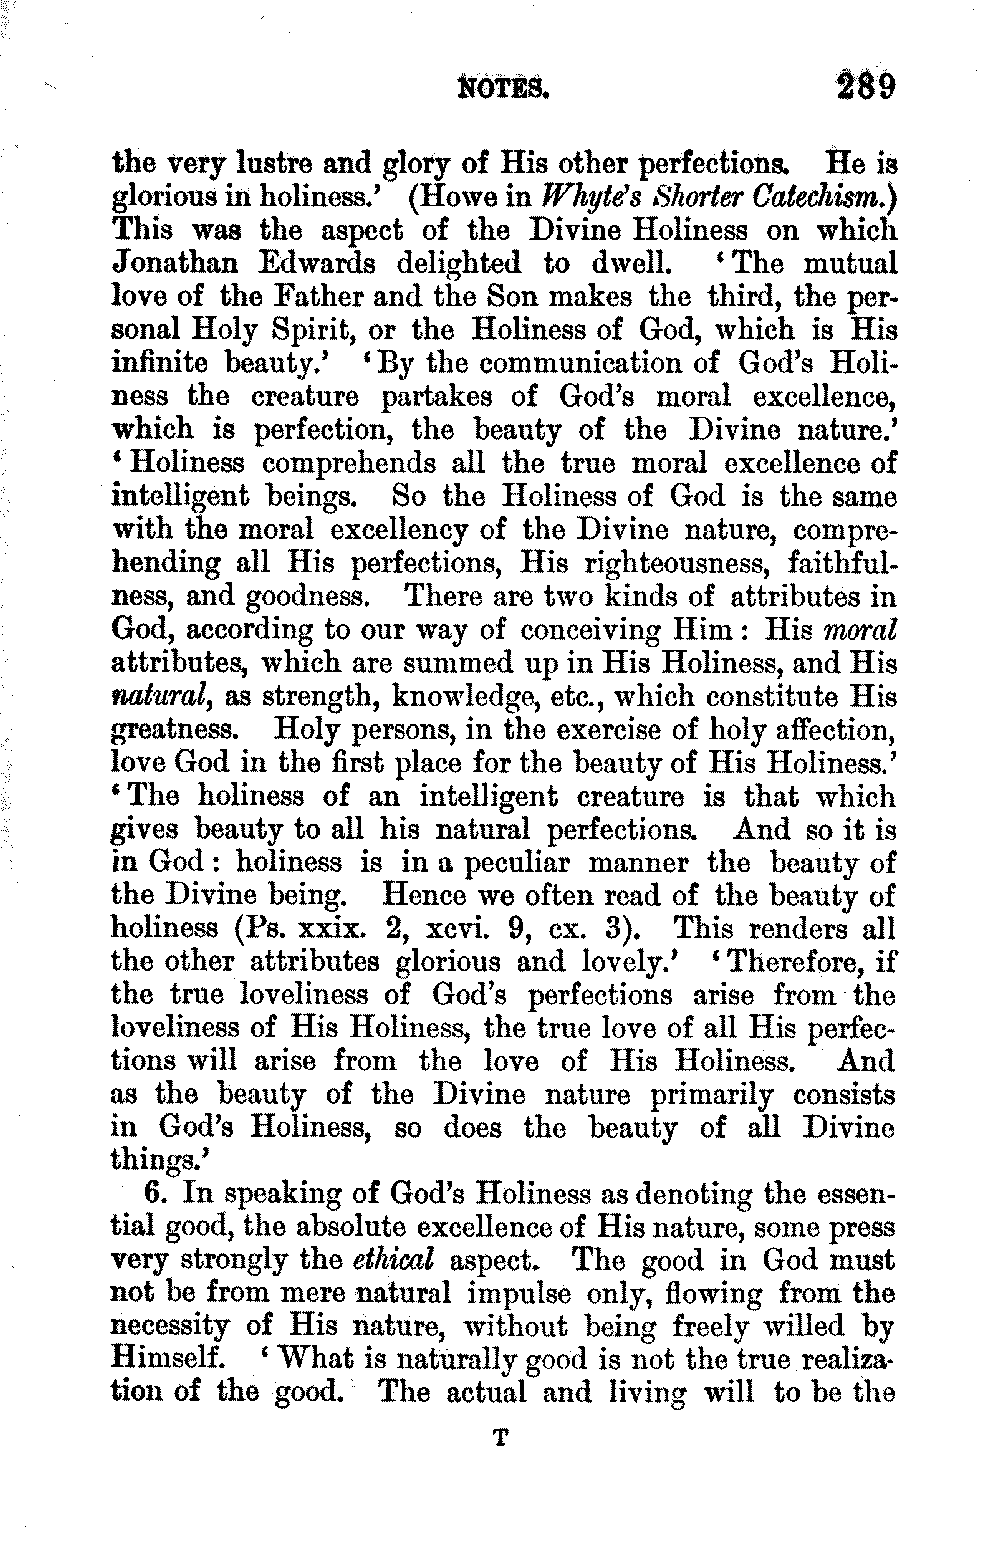 NOTES. 289
the very lustre and glory of His other perfections. He is
glorious in holiness.’ (Howe in Whyte’s Shorter Catechism.)
This was the aspect of the Divine Holiness on which
Jonathan Edwards delighted to dwell. ‘The mutual
love of the Father and the Son makes the third, the per-
sonal Holy Spirit, or the Holiness of God, which is His
infinite beauty.’ ‘By the communication of God’s Holi-
ness the creature partakes of God’s moral excellence,
which is perfection, the beauty of the Divine nature.’
‘Holiness comprehends all the true moral excellence of
intelligent beings. So the Holiness of God is the same
with the moral excellency of the Divine nature, compre-
hending all His perfections, His righteousness, faithful-
ness, and goodness. There are two kinds of attributes in
God, according to our way of conceiving Him: His moral
attributes, which are summed up in His Holiness, and His
natural, as strength, knowledge, etc., which constitute His
greatness. Holy persons, in the exercise of holy affection,
love God in the first place for the beauty of His Holiness.’
‘The holiness of an intelligent creature is that which
gives beauty to all his natural perfections. And so it is
in God: holiness is in a peculiar manner the beauty of
the Divine being. Hence we often read of the beauty of
holiness (Ps. xxix. 2, xcvi. 9, cx. 3). This renders all
the other attributes glorious and lovely.’ ‘Therefore, if
the true loveliness of God’s perfections arise from the
loveliness of His Holiness, the true love of all His perfec-
tions will arise from the love of His Holiness. And
as the beauty of the Divine nature primarily consists
in God’s Holiness, so does the beauty of all Divine
things.’
6. In speaking of God’s Holiness as denoting the essen-
tial good, the absolute excellence of His nature, some press
very strongly the ethical aspect. The good in God must
not be from mere natural impulse only, flowing from the
necessity of His nature, without being freely willed by
Himself. ‘What is naturally good is not the true realiza-
tion of the good. The actual and living will to be the
T